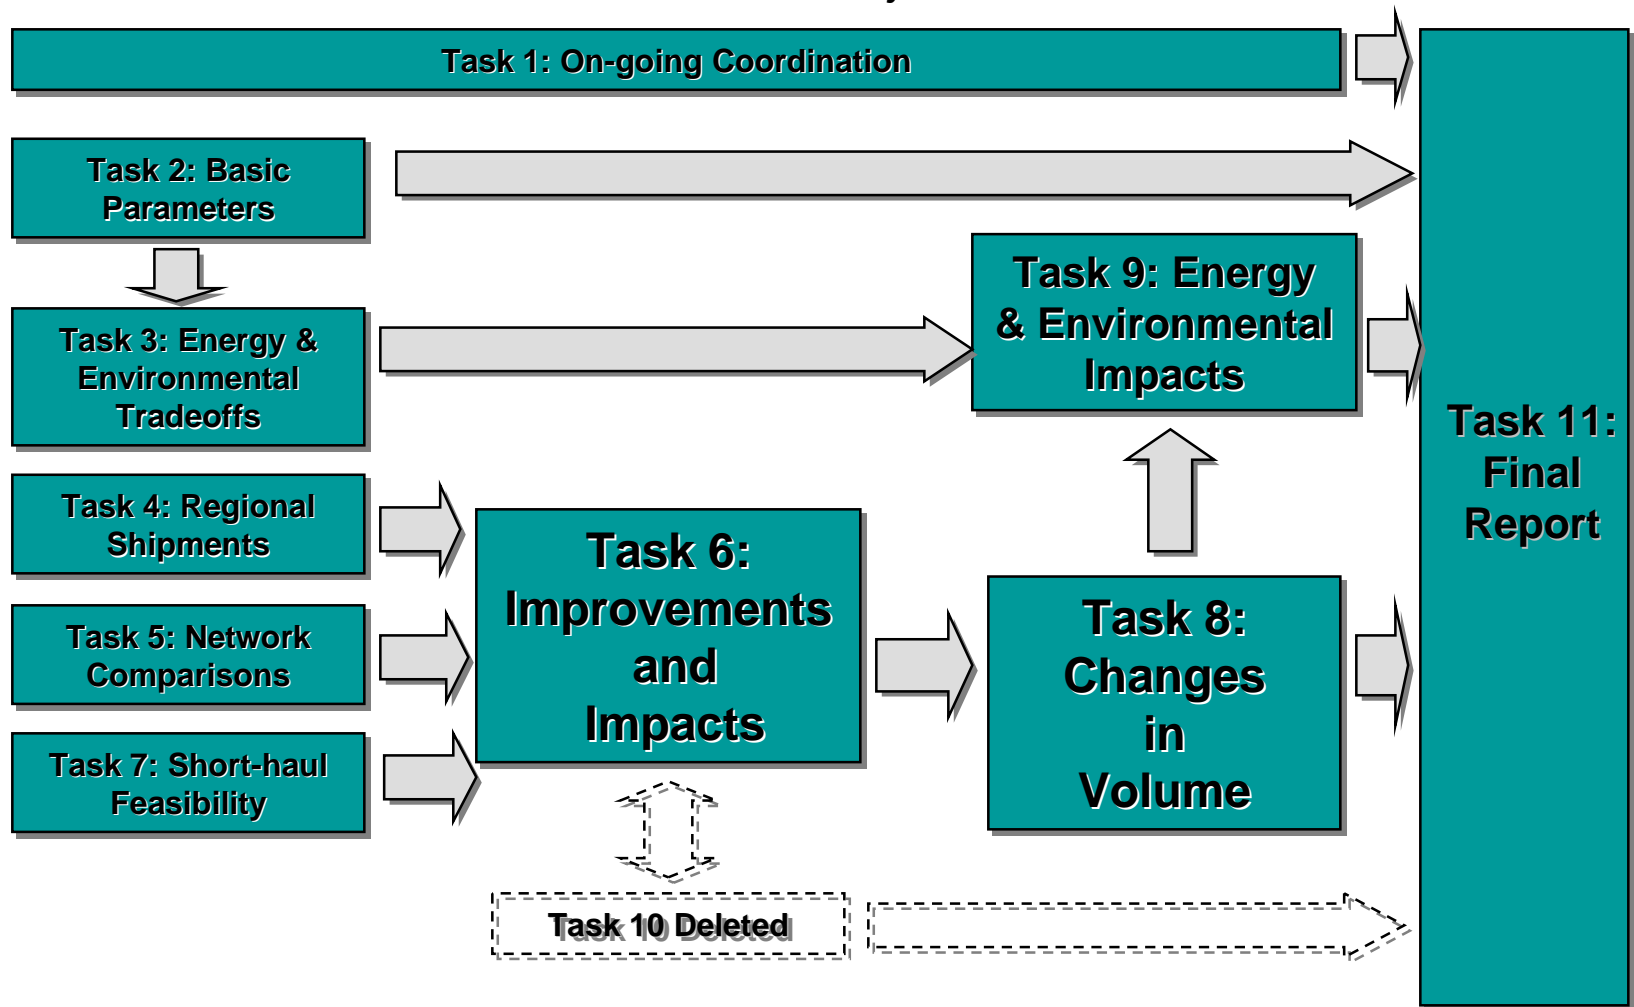 Task 1: On-going Coordination
Task 2: Basic
Parameters
Task 3: Energy &
Environmental
Tradeoffs
Task 4: Regional
Shipments
Task 5: Network
Comparisons
Task 7: Short-haul
Feasibility
Task 6:
Improvements
and
Impacts
Task 9: Energy
& Environmental
Impacts
Task 8:
Changes
in
Volume
Task 10 Deleted
Task 11:
Final
Report